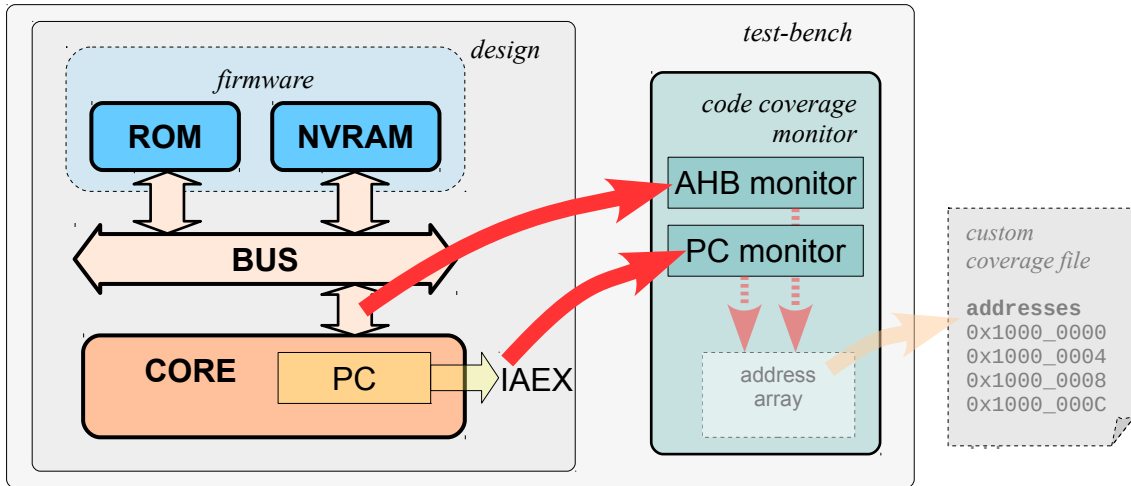 test-bench
design
firmware
ROM
NVRAM
BUS
CORE
PC
IAEX
code coverage
monitor
AHB monitor
PC monitor
address
array
custom
coverage file
addresses
0x1000_0000
0x1000_0004
0x1000_0008
0x1000_000C
...